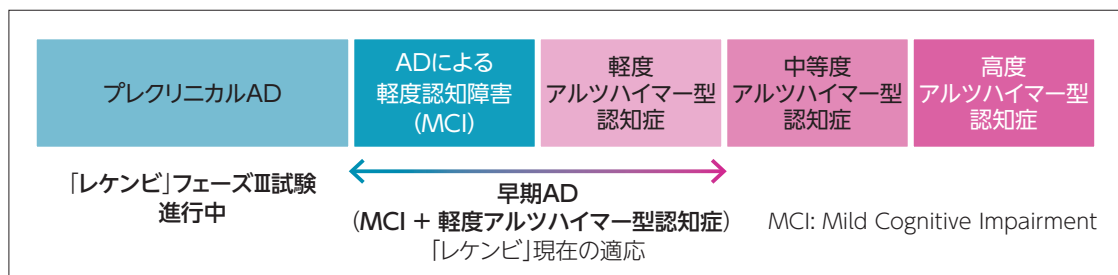 プレクリニカルAD
ADによる
軽度認知障害
(MCI)
軽度
アルツハイマー型
認知症
中等度
アルツハイマー型
認知症
高度
アルツハイマー型
認知症
「レケンビ」フェーズⅢ試験
進行中
早期AD
(MCI + 軽度アルツハイマー型認知症)
「レケンビ」現在の適応
MCI: Mild Cognitive Impairment